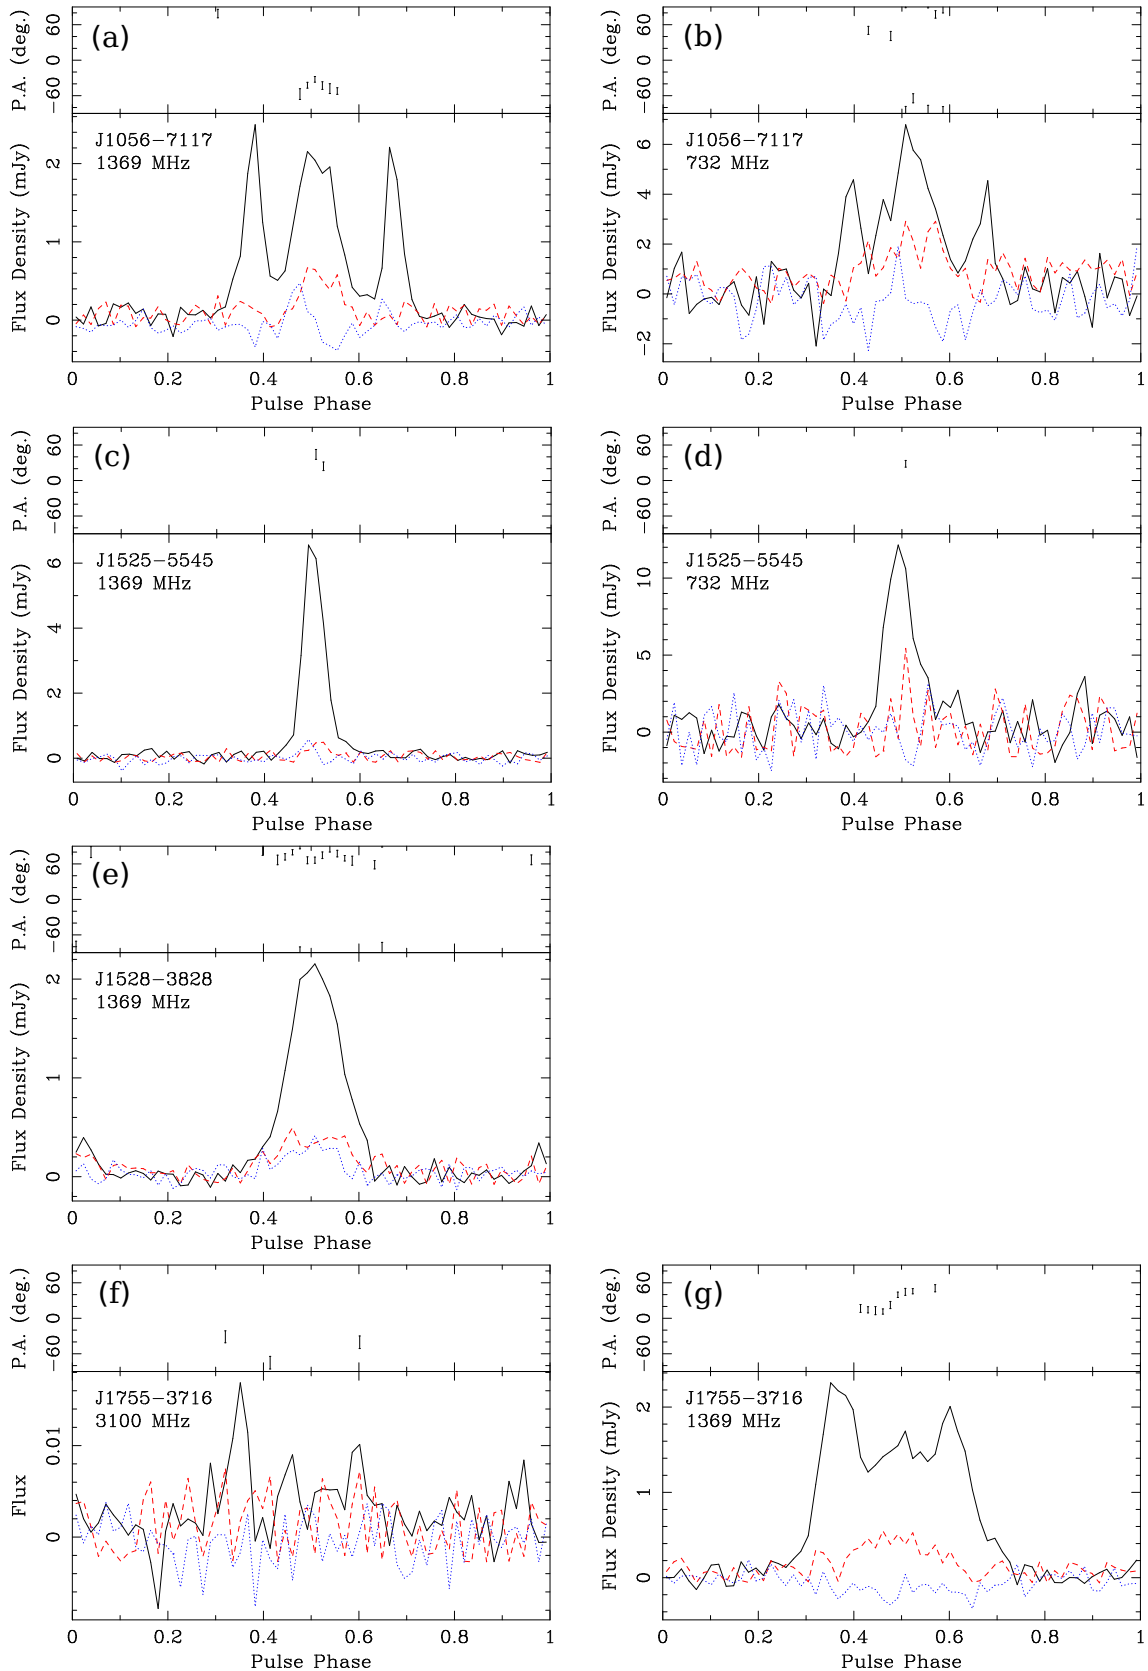 (a)
P.A. (deg.)
60
0
−60
J1056−7117
1369 MHz
Flux Density (mJy)
2
1
0
0 0.2 0.4 0.6 0.8 1
Pulse Phase
(b)
P.A. (deg.)
60
0
−60
J1056−7117
732 MHz
Flux Density (mJy)
6
4
2
0
−2
0 0.2 0.4 0.6 0.8 1
Pulse Phase
(c)
P.A. (deg.)
60
0
−60
J1525−5545
1369 MHz
Flux Density (mJy)
6
4
2
0
0 0.2 0.4 0.6 0.8 1
Pulse Phase
(d)
P.A. (deg.)
60
0
−60
J1525−5545
732 MHz
Flux Density (mJy)
10
5
0
0 0.2 0.4 0.6 0.8 1
Pulse Phase
(e)
P.A. (deg.)
60
0
−60
J1528−3828
1369 MHz
Flux Density (mJy)
2
1
0
0 0.2 0.4 0.6 0.8 1
Pulse Phase
(f)
P.A. (deg.)
60
0
−60
J1755−3716
3100 MHz
Flux
0.01
0
0 0.2 0.4 0.6 0.8 1
Pulse Phase
(g)
P.A. (deg.)
60
0
−60
J1755−3716
1369 MHz
Flux Density (mJy)
2
1
0
0 0.2 0.4 0.6 0.8 1
Pulse Phase